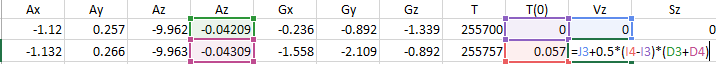 Ax Ay Az Az Gx Gy Gz T T(0) Vz Sz
-1.12 0.257 -9.962 -0.04209 -0.236 -0.892 -1.339 255700 0 0 0
-1.132 0.266 -9.963 -0.04309 -1.558 -2.109 -0.892 255757 0.057 =J3+0.5*(I4-I3)*(D3+D4)